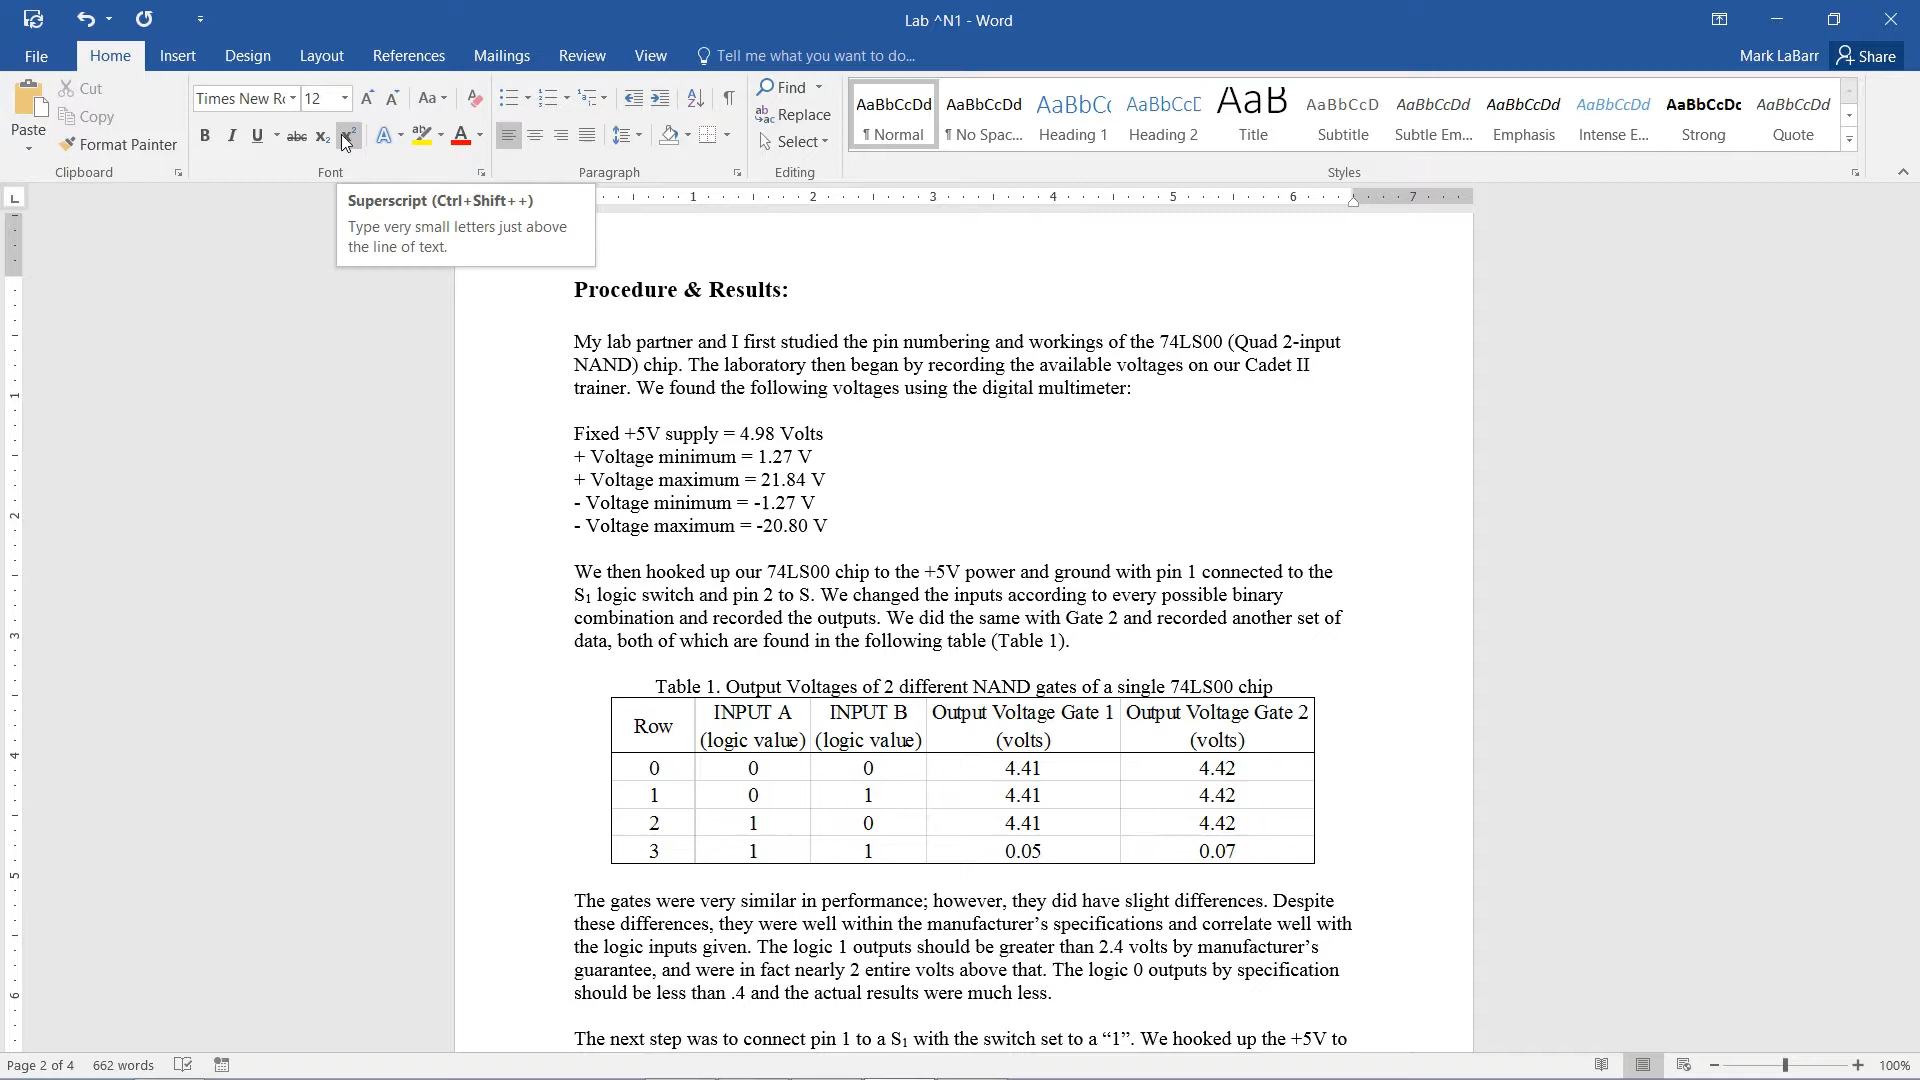 Lab ^N1 - Word
File Home Insert Design Layout References Mailings Review View Tell me what you want to do... Mark LaBarr Share
Paste
Cut
Copy
Format Painter
Clipboard
Times New Ro 12 Aa
B I U abc X₂ X² A ab A
Font
Paragraph
Find
Replace
Select
Editing
AaBbCcDd AaBbCcDd AaBbCc AaBbCcE AaB AaBbCcD AaBbCcDd AaBbCcDd AaBbCcDd AaBbCcDc AaBbCcDd
¶ Normal ¶ No Spac... Heading 1 Heading 2 Title Subtitle Subtle Em... Emphasis Intense E... Strong Quote
Styles
Superscript (Ctrl+Shift++)
Type very small letters just above
the line of text.
1 2 3 4 5 6 7
Procedure & Results:
My lab partner and I first studied the pin numbering and workings of the 74LS00 (Quad 2-input
NAND) chip. The laboratory then began by recording the available voltages on our Cadet II
trainer. We found the following voltages using the digital multimeter:
Fixed +5V supply = 4.98 Volts
+ Voltage minimum = 1.27 V
+ Voltage maximum = 21.84 V
- Voltage minimum = -1.27 V
- Voltage maximum = -20.80 V
We then hooked up our 74LS00 chip to the +5V power and ground with pin 1 connected to the
S₁ logic switch and pin 2 to S. We changed the inputs according to every possible binary
combination and recorded the outputs. We did the same with Gate 2 and recorded another set of
data, both of which are found in the following table (Table 1).
Table 1. Output Voltages of 2 different NAND gates of a single 74LS00 chip
Row INPUT A (logic value) INPUT B (logic value) Output Voltage Gate 1 (volts) Output Voltage Gate 2 (volts)
0 0 0 4.41 4.42
1 0 1 4.41 4.42
2 1 0 4.41 4.42
3 1 1 0.05 0.07
The gates were very similar in performance; however, they did have slight differences. Despite
these differences, they were well within the manufacturer’s specifications and correlate well with
the logic inputs given. The logic 1 outputs should be greater than 2.4 volts by manufacturer’s
guarantee, and were in fact nearly 2 entire volts above that. The logic 0 outputs by specification
should be less than .4 and the actual results were much less.
The next step was to connect pin 1 to a S₁ with the switch set to a “1”. We hooked up the +5V to
1
2
3
4
5
6
Page 2 of 4 662 words 100%